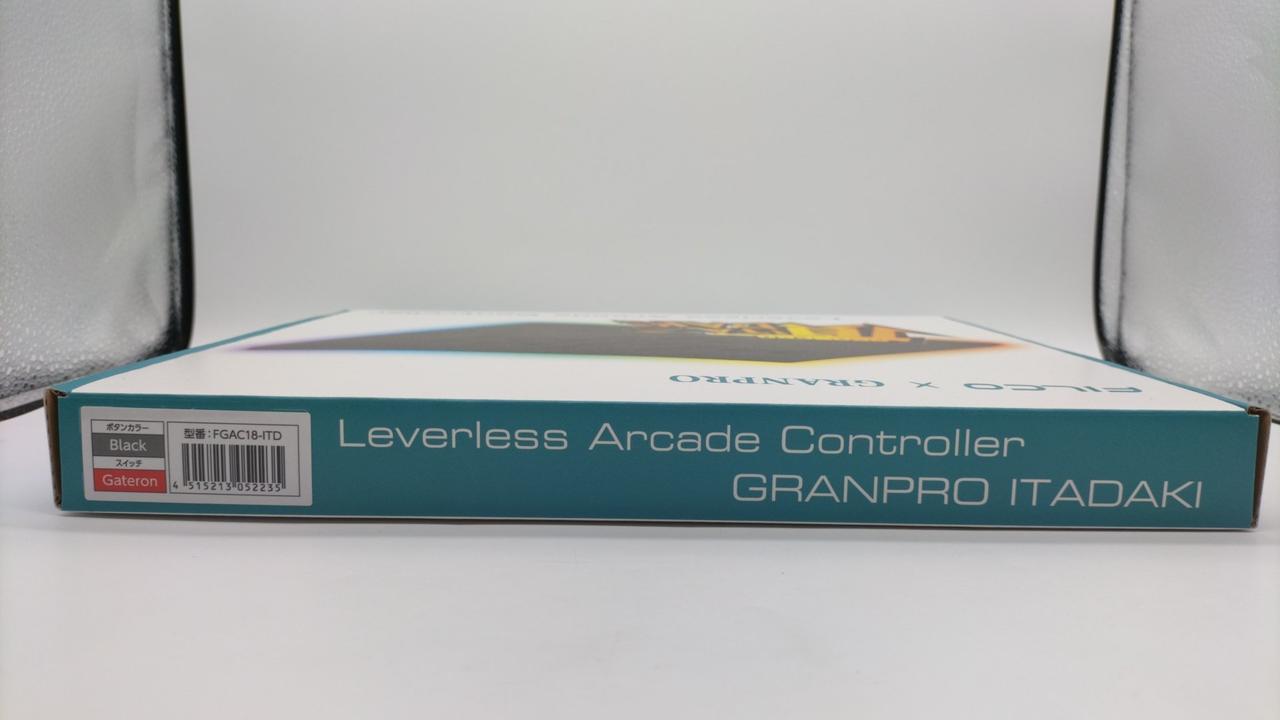 FILCO × GRANPRO
ボタンカラー
Black
スイッチ
Gateron
型番:FGAC18-ITD
4 515213 052235
Leverless Arcade Controller
GRANPRO ITADAKI